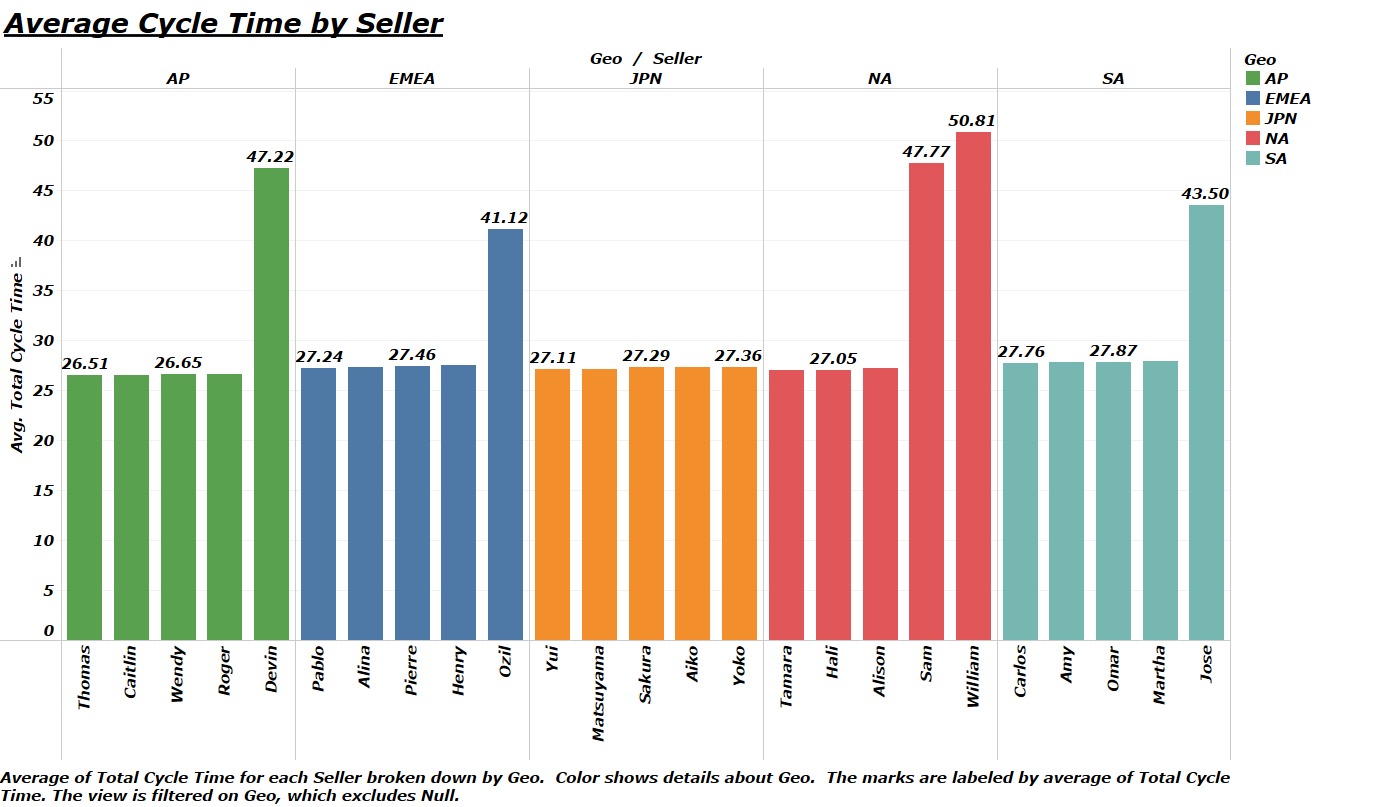 Average Cycle Time by Seller
Geo / Seller
AP EMEA JPN NA SA
Geo
AP
EMEA
JPN
NA
SA
Avg. Total Cycle Time
55
50
45
40
35
30
25
20
15
10
5
0
26.51 26.65 47.22 27.24 27.46 41.12 27.11 27.29 27.36 27.05 47.77 50.81 27.76 27.87 43.50
Thomas Caitlin Wendy Roger Devin Pablo Alina Pierre Henry Ozil Yui Matsuyama Sakura Aiko Yoko Tamara Hali Alison Sam William Carlos Amy Omar Martha Jose
Average of Total Cycle Time for each Seller broken down by Geo. Color shows details about Geo. The marks are labeled by average of Total Cycle
Time. The view is filtered on Geo, which excludes Null.